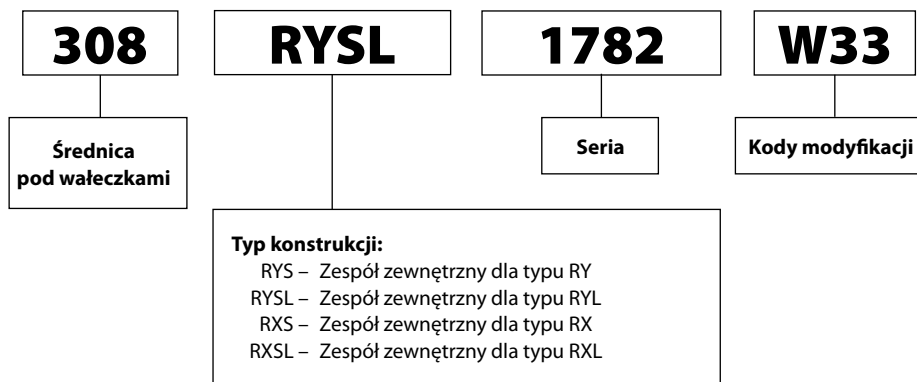 308 RYSL 1782 W33
Średnica
pod wałeczkami
Seria
Kody modyfikacji
Typ konstrukcji:
RYS – Zespół zewnętrzny dla typu RY
RYSL – Zespół zewnętrzny dla typu RYL
RXS – Zespół zewnętrzny dla typu RX
RXSL – Zespół zewnętrzny dla typu RXL